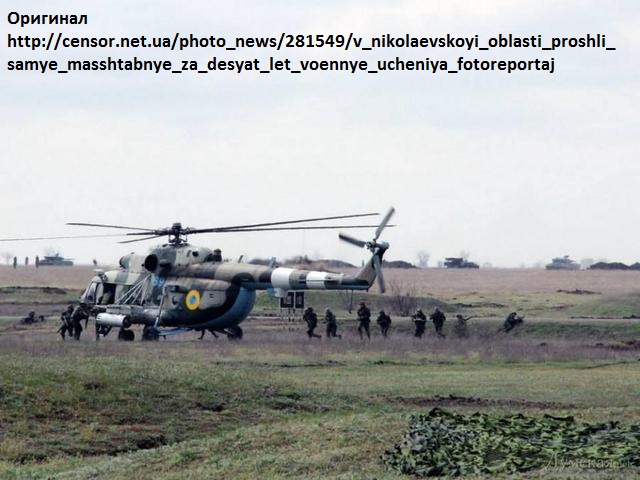 Оригинал
http://censor.net.ua/photo_news/281549/v_nikolaevskoyi_oblasti_proshli_
samye_masshtabnye_za_desyat_let_voennye_ucheniya_fotoreportaj